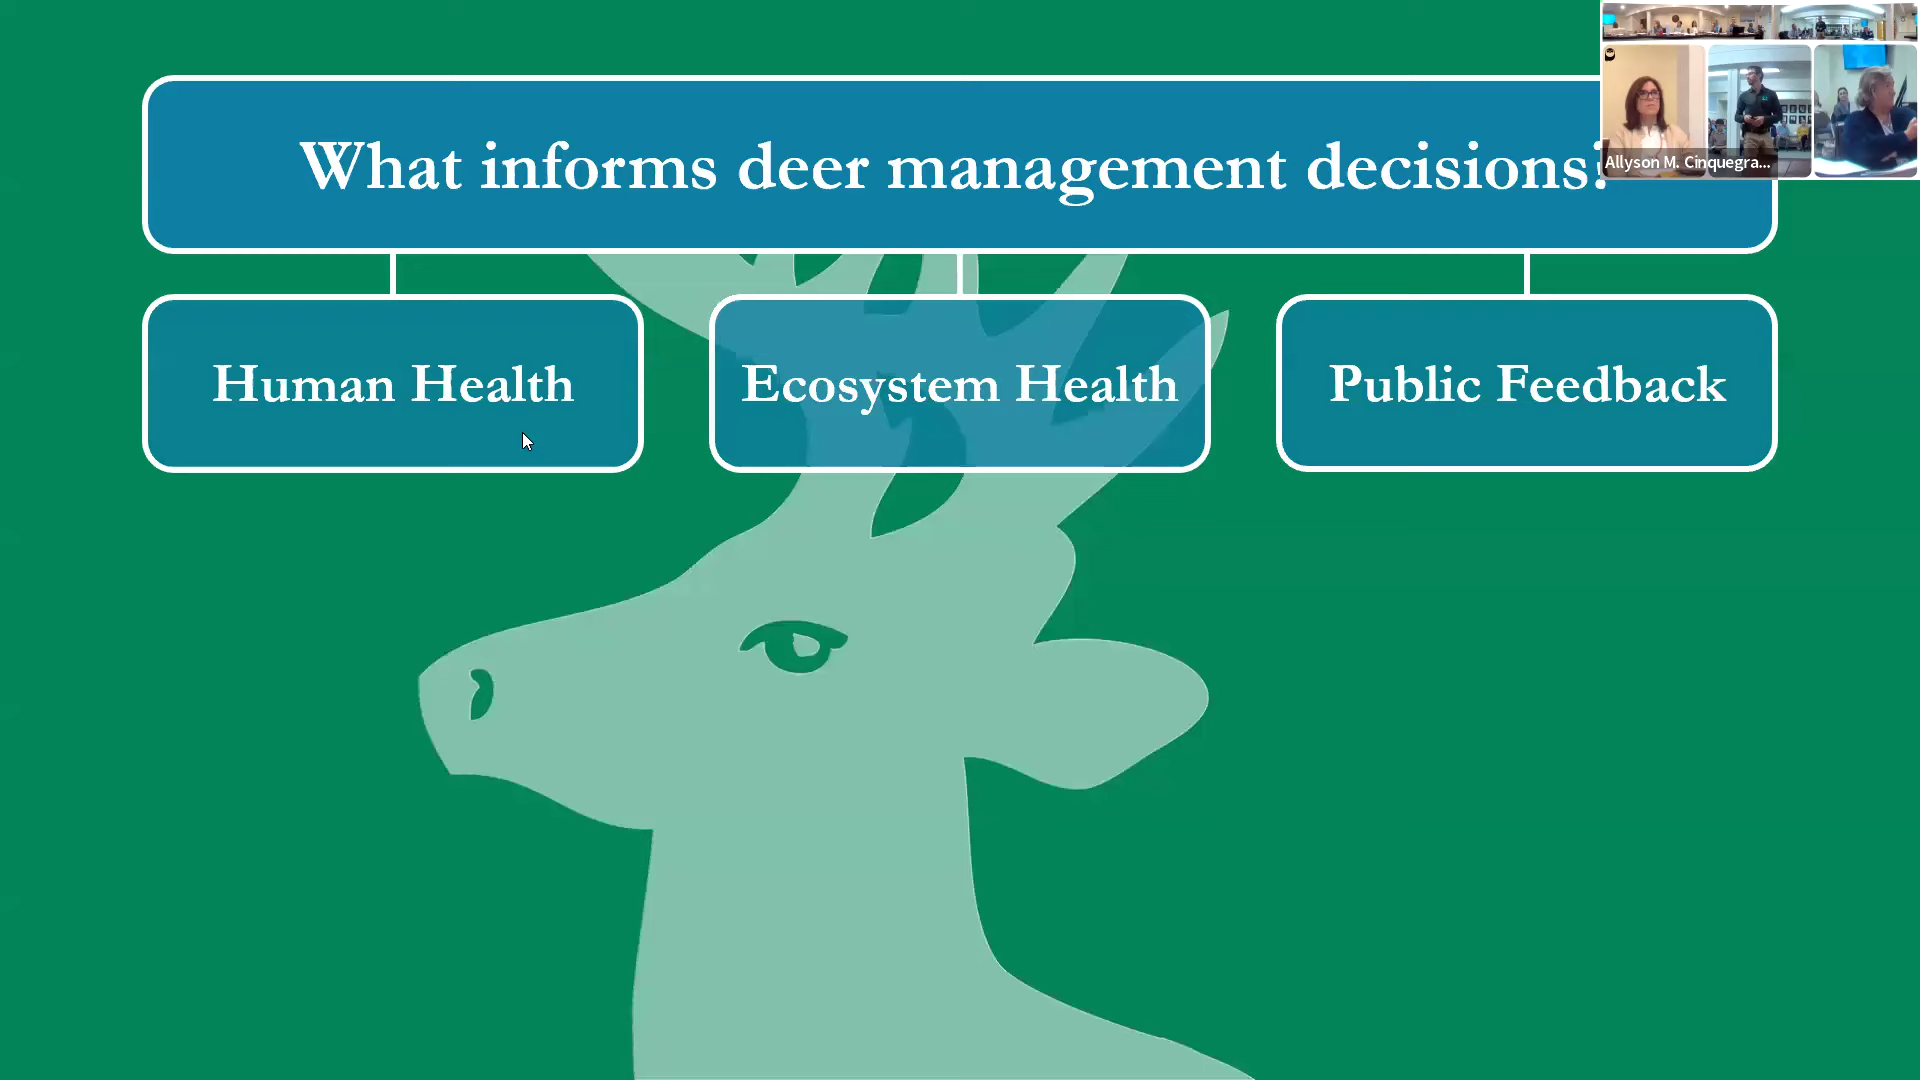 What informs deer management decisions?
Allyson M. Cinquegra...
Human Health
Ecosystem Health
Public Feedback